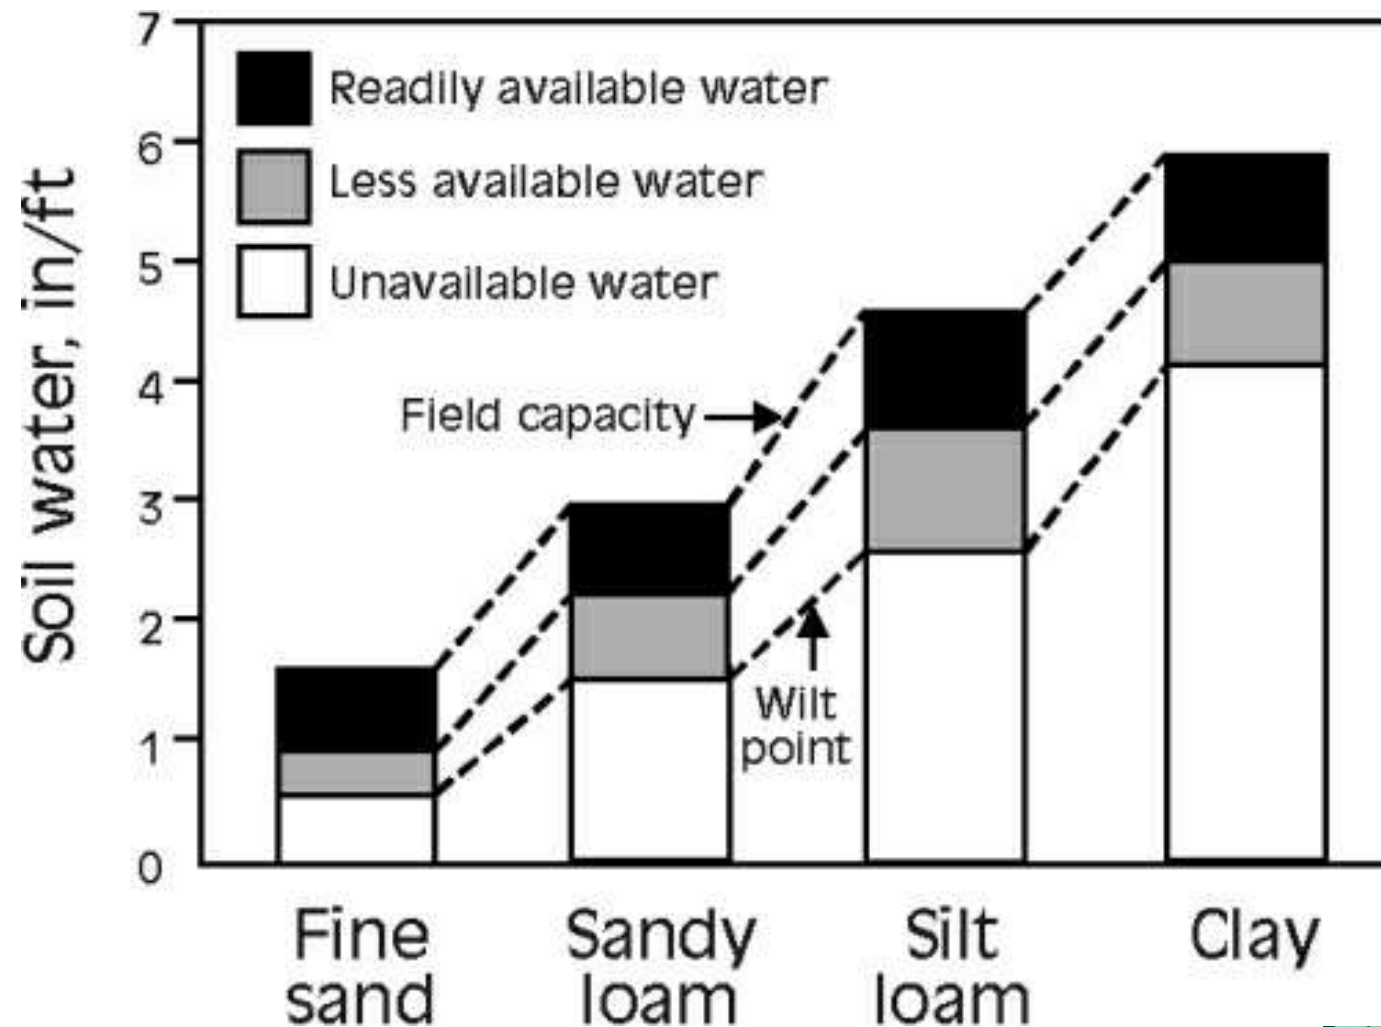 7
6
5
4
3
2
1
0
Soil water, in/ft
Readily available water
Less available water
Unavailable water
Field capacity
Wilt
point
Fine
sand
Sandy
loam
Silt
loam
Clay